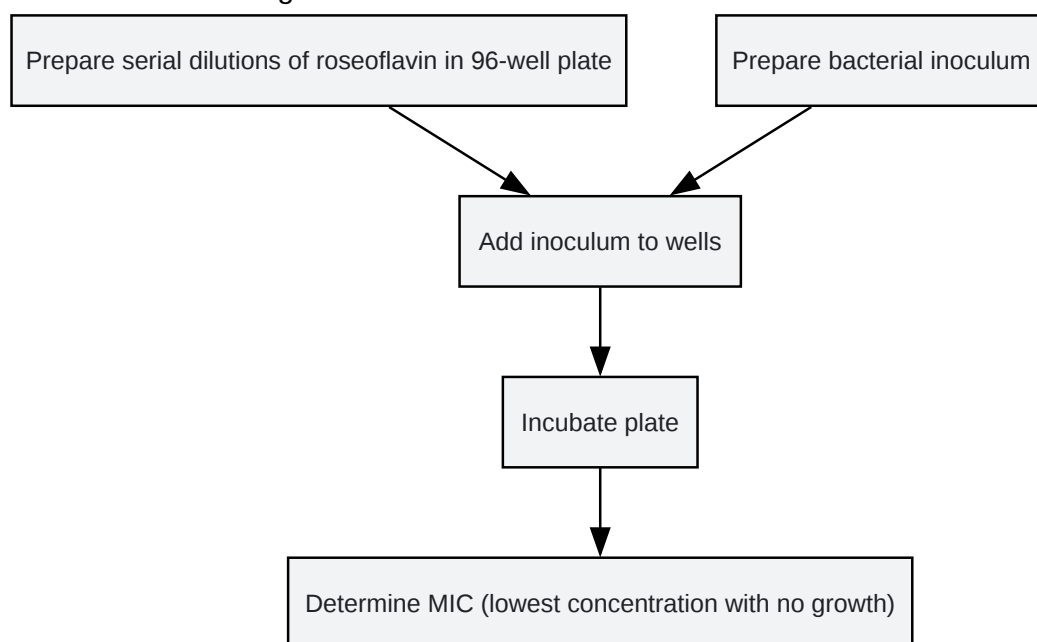 Prepare serial dilutions of roseoflavin in 96-well plate
Prepare bacterial inoculum
Add inoculum to wells
Incubate plate
Determine MIC (lowest concentration with no growth)